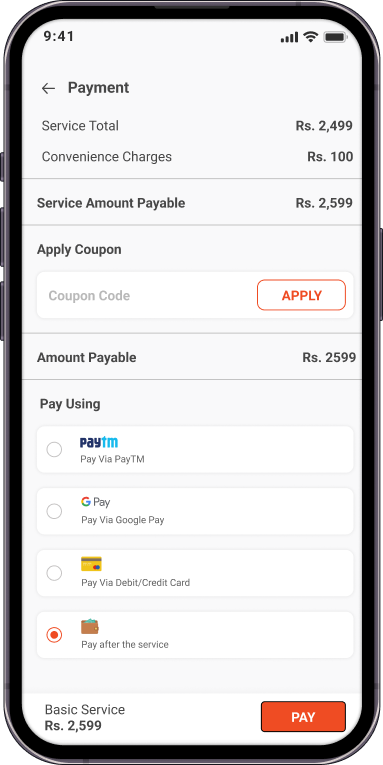 9:41
Payment
Service Total Rs. 2,499
Convenience Charges Rs. 100
Service Amount Payable Rs. 2,599
Apply Coupon
Coupon Code APPLY
Amount Payable Rs. 2599
Pay Using
paytm
Pay Via PayTM
G Pay
Pay Via Google Pay
Pay Via Debit/Credit Card
Pay after the service
Basic Service
Rs. 2,599 PAY